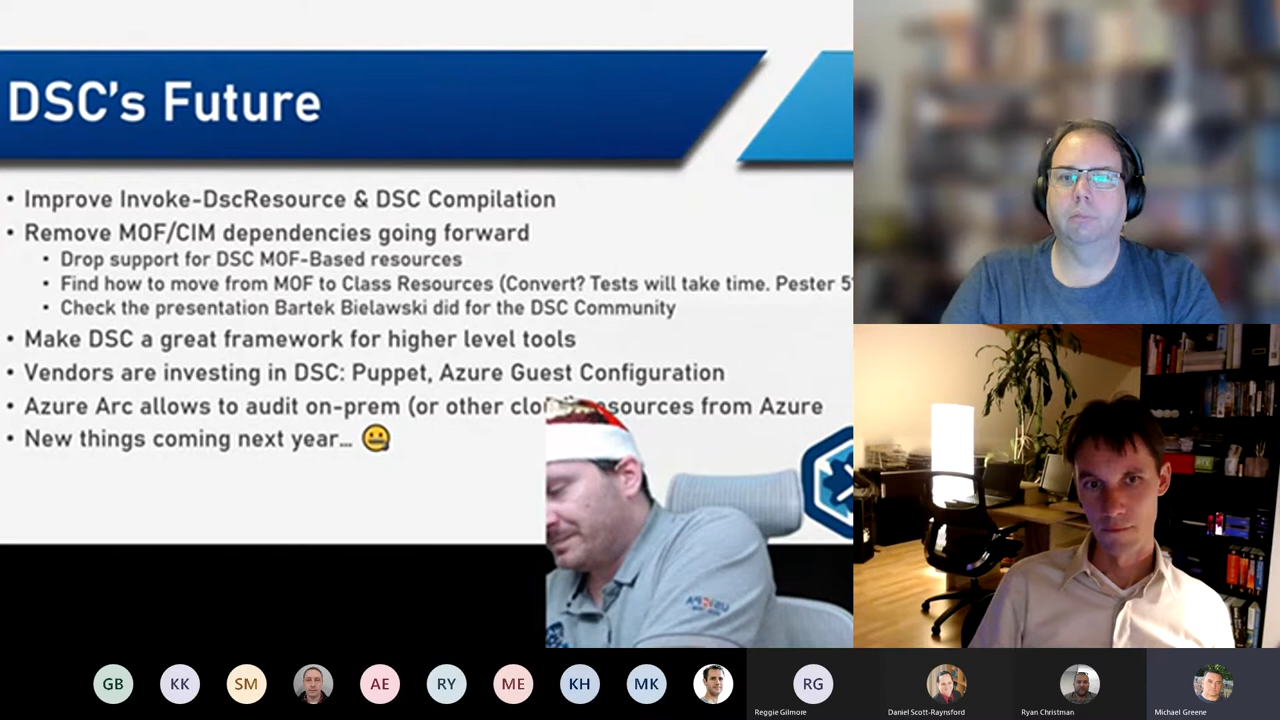 DSC's Future
• Improve Invoke-DscResource & DSC Compilation
• Remove MOF/CIM dependencies going forward
• Drop support for DSC MOF-Based resources
• Find how to move from MOF to Class Resources (Convert? Tests will take time. Pester 5
• Check the presentation Bartek Bielawski did for the DSC Community
• Make DSC a great framework for higher level tools
• Vendors are investing in DSC: Puppet, Azure Guest Configuration
• Azure Arc allows to audit on-prem (or other clo sources from Azure
• New things coming next year... 🤐
GB KK SM AE RY ME KH MK RG
Reggie Gilmore Daniel Scott-Raynsford Ryan Christman Michael Greene